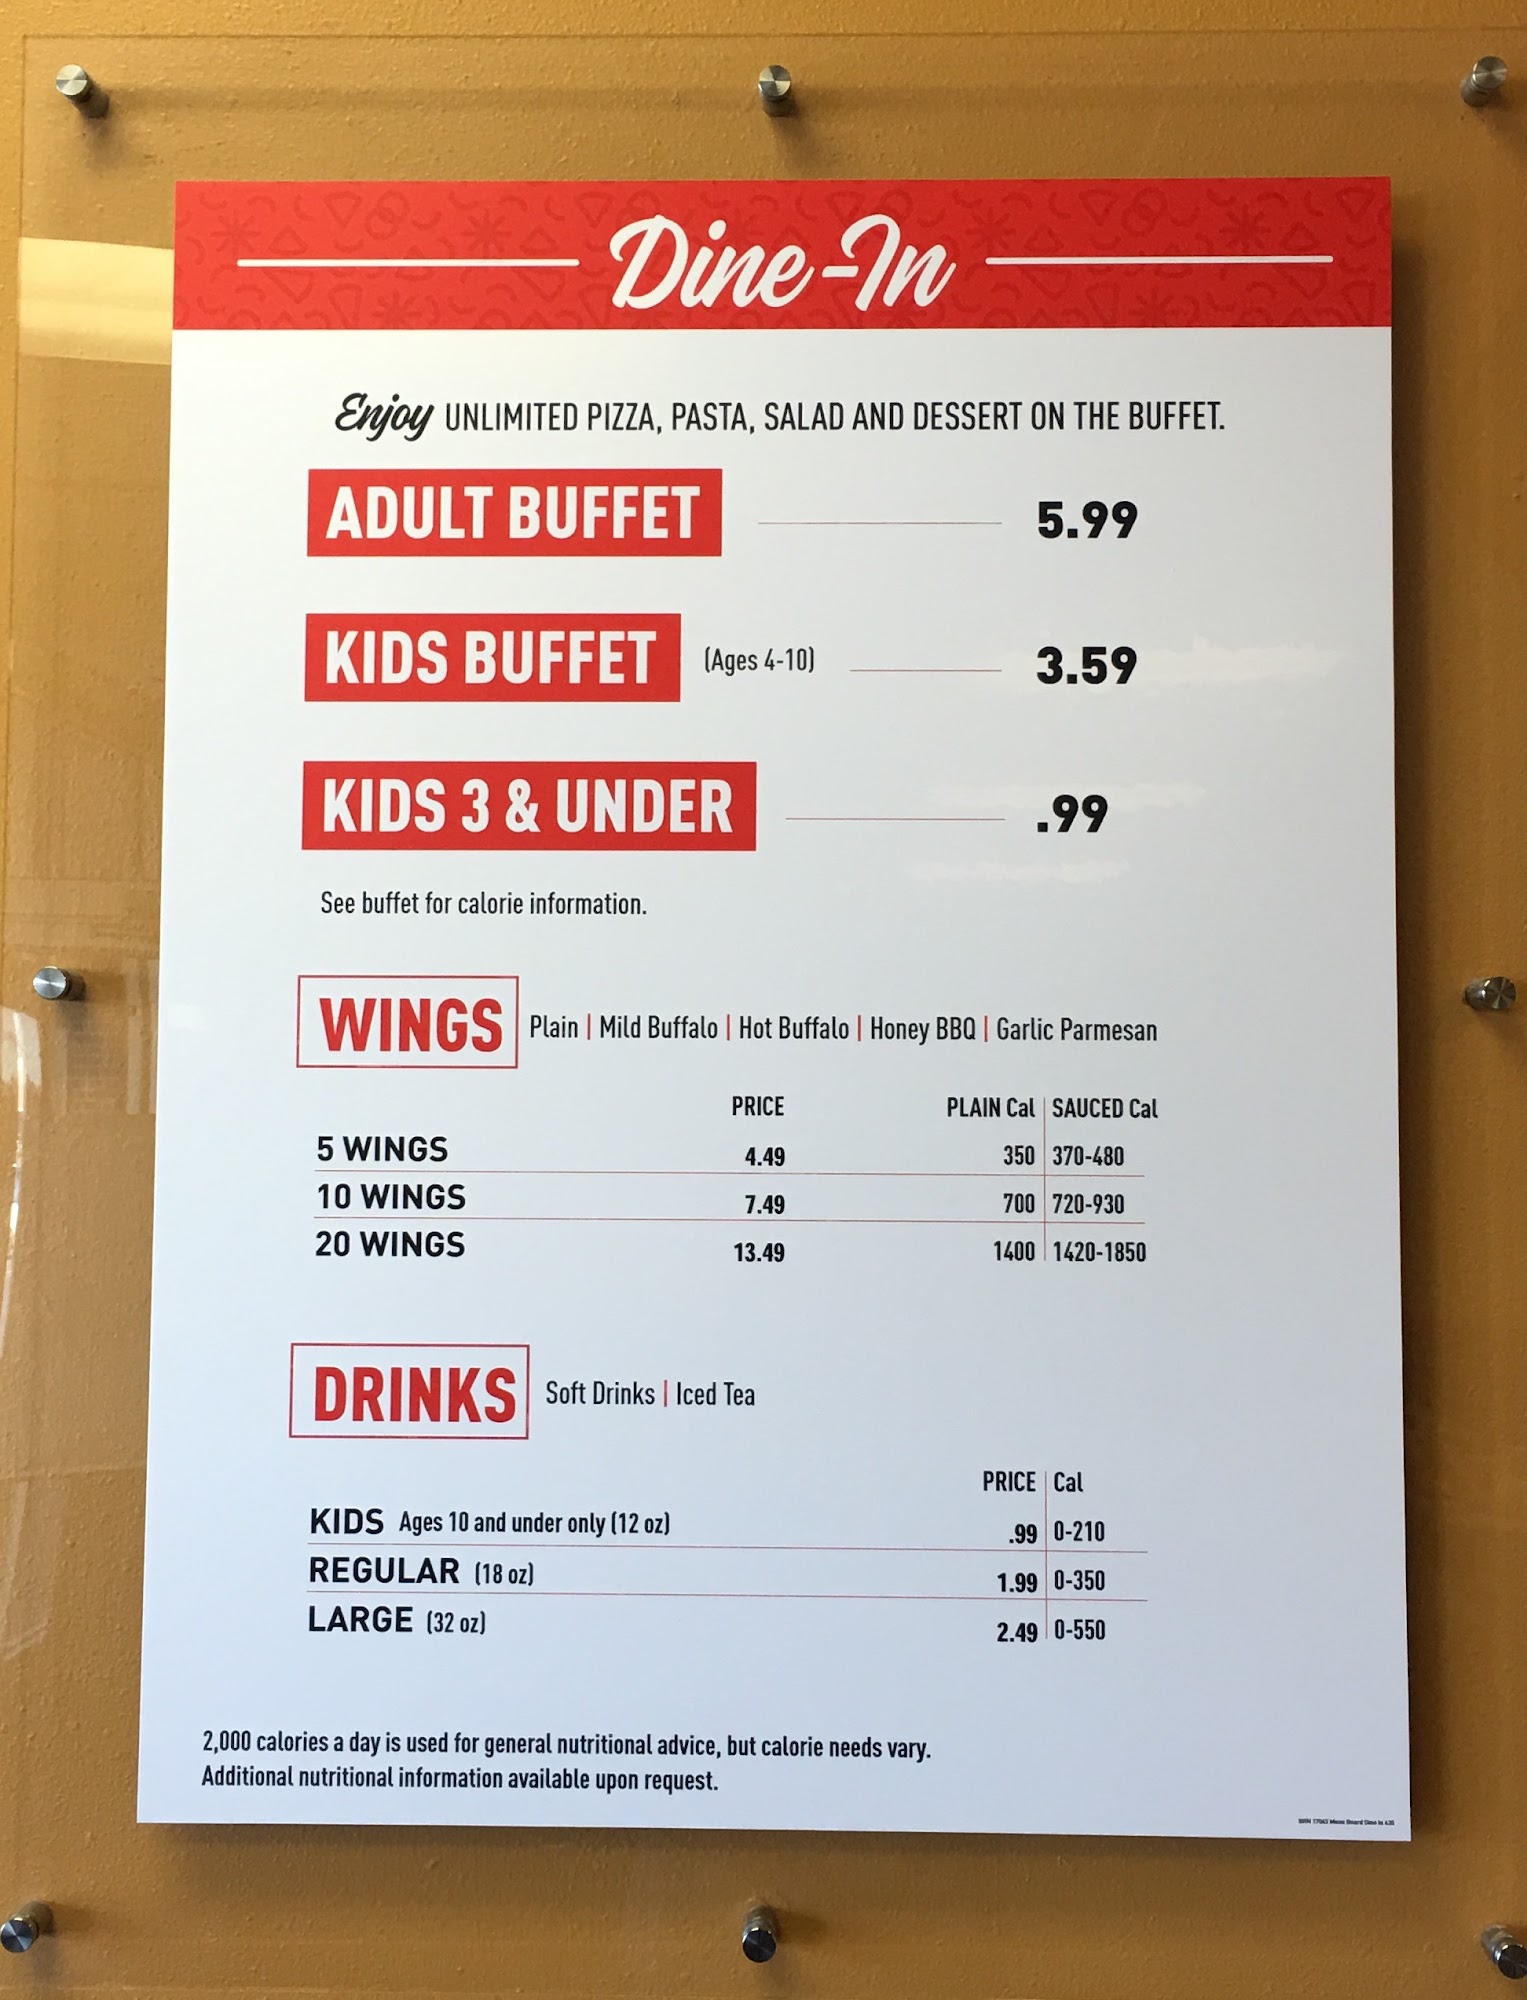 Dine-In
Enjoy UNLIMITED PIZZA, PASTA, SALAD AND DESSERT ON THE BUFFET.
ADULT BUFFET 5.99
KIDS BUFFET (Ages 4-10) 3.59
KIDS 3 & UNDER .99
See buffet for calorie information.
WINGS Plain | Mild Buffalo | Hot Buffalo | Honey BBQ | Garlic Parmesan
PRICE PLAIN Cal | SAUCED Cal
5 WINGS 4.49 350 | 370-480
10 WINGS 7.49 700 | 720-930
20 WINGS 13.49 1400 | 1420-1850
DRINKS Soft Drinks | Iced Tea
PRICE | Cal
KIDS Ages 10 and under only (12 oz) .99 | 0-210
REGULAR (18 oz) 1.99 | 0-350
LARGE (32 oz) 2.49 | 0-550
2,000 calories a day is used for general nutritional advice, but calorie needs vary.
Additional nutritional information available upon request.
Menu Board Dine In